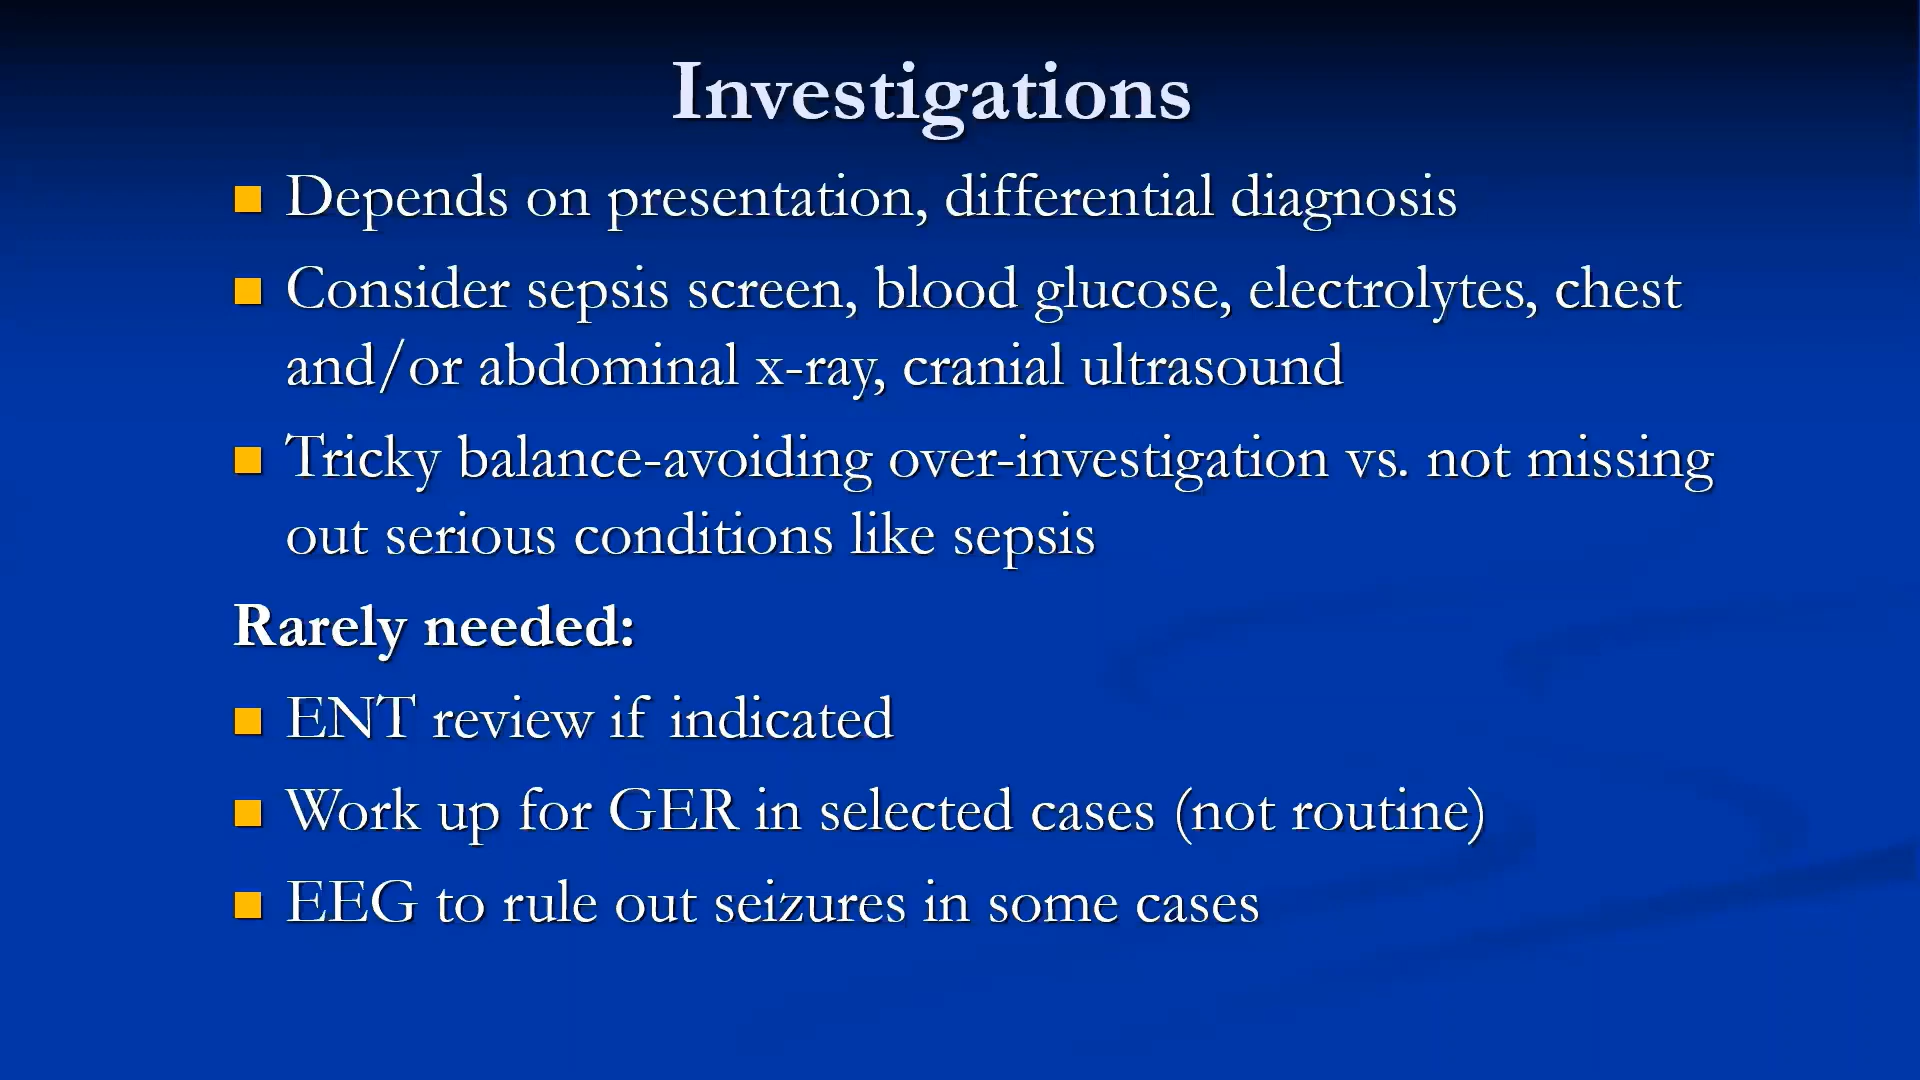 Investigations
Depends on presentation, differential diagnosis
Consider sepsis screen, blood glucose, electrolytes, chest
and/or abdominal x-ray, cranial ultrasound
Tricky balance-avoiding over-investigation vs. not missing
out serious conditions like sepsis
Rarely needed:
ENT review if indicated
Work up for GER in selected cases (not routine)
EEG to rule out seizures in some cases